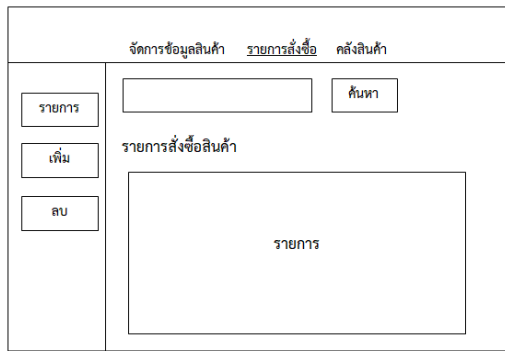 จัดการข้อมูลสินค้า รายการสั่งซื้อ คลังสินค้า
ค้นหา
รายการ
เพิ่ม
ลบ
รายการสั่งซื้อสินค้า
รายการ